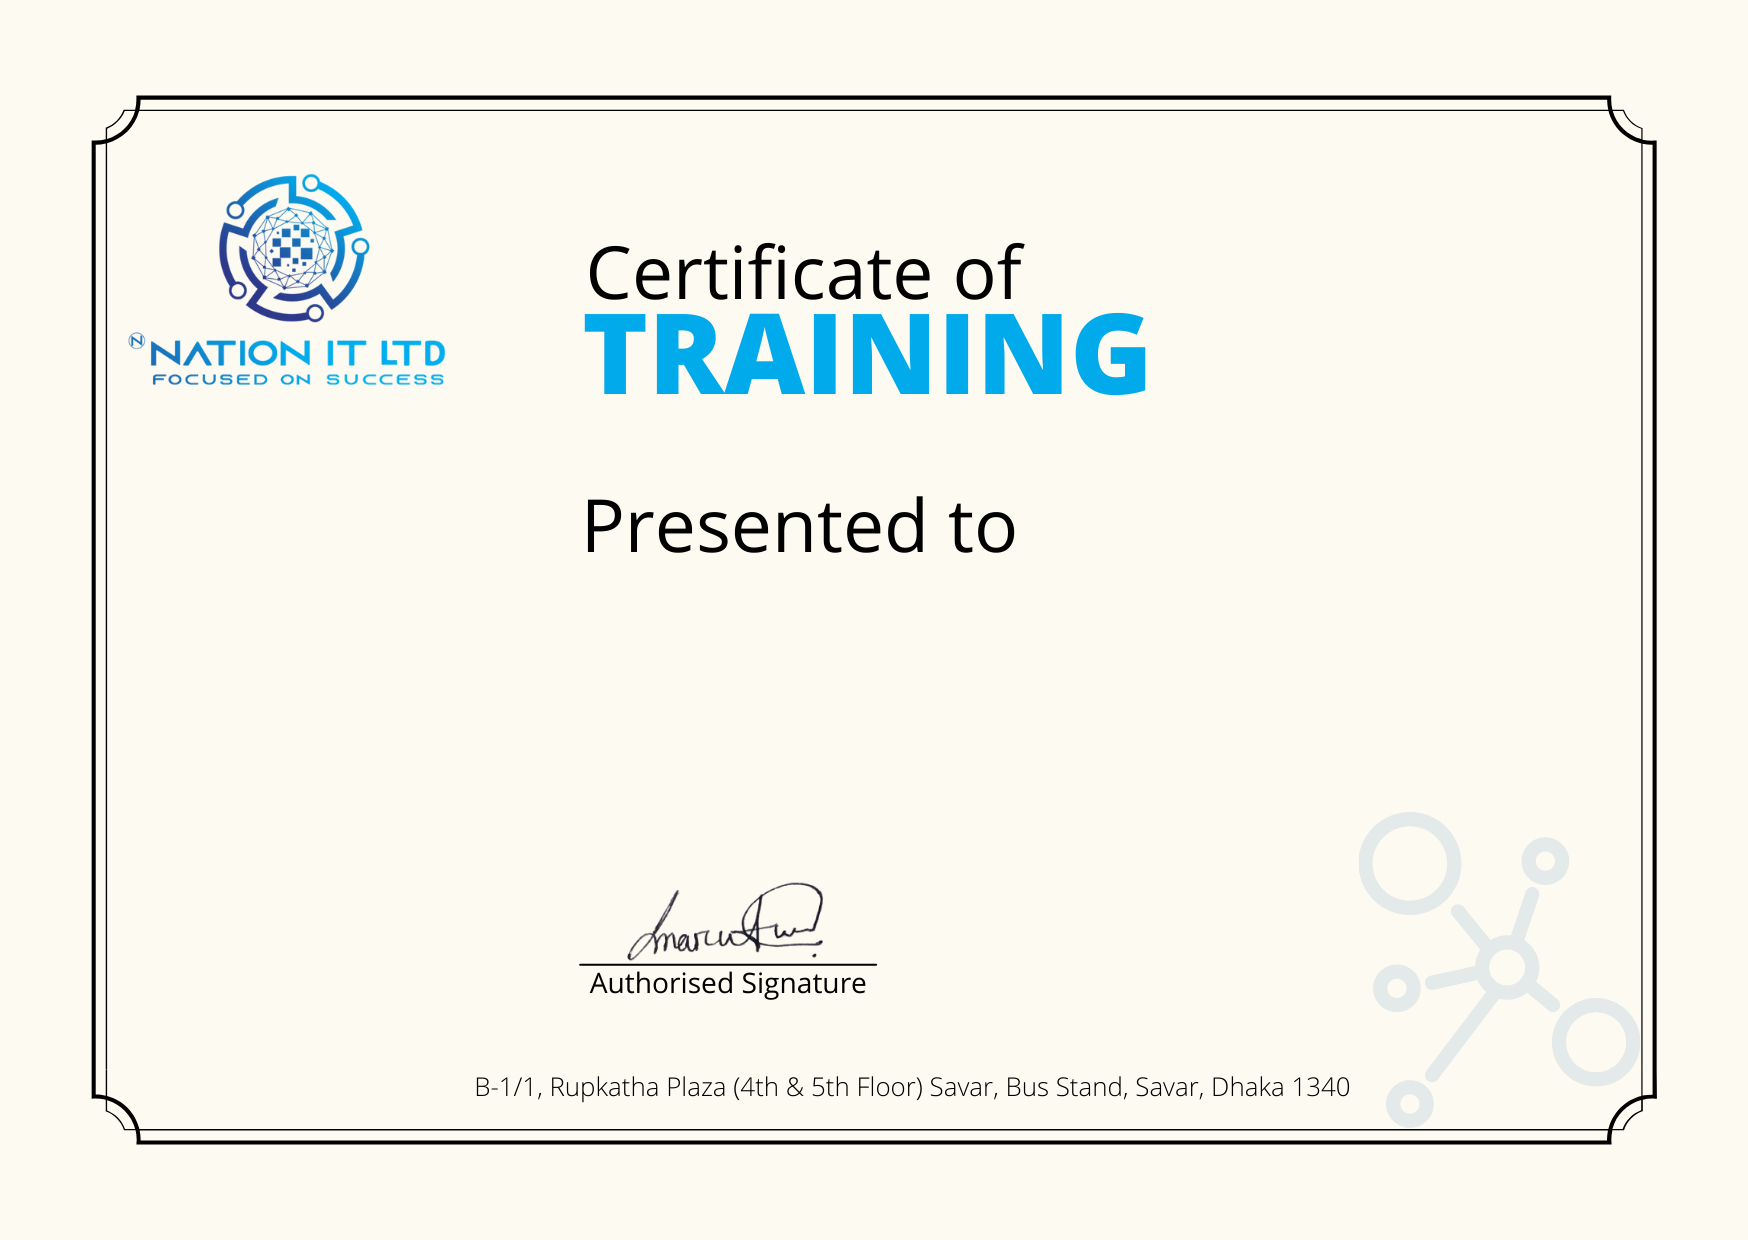 NATION IT LTD
FOCUSED ON SUCCESS
Certificate of
TRAINING
Presented to
Authorised Signature
B-1/1, Rupkatha Plaza (4th & 5th Floor) Savar, Bus Stand, Savar, Dhaka 1340